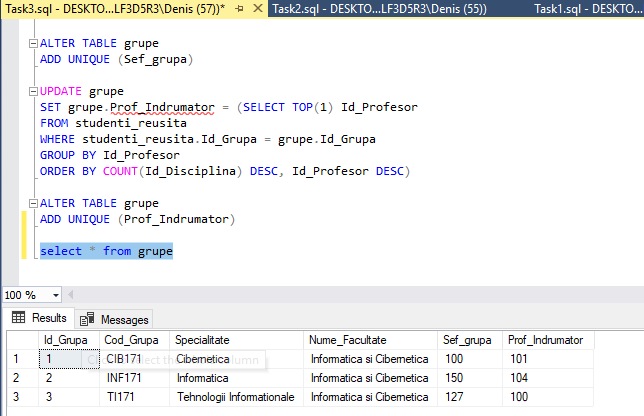 Task3.sql - DESKTO...LF3D5R3\Denis (57))* Task2.sql - DESKTO...LF3D5R3\Denis (55)) Task1.sql - DESKTO...LF3D5R3\D
ALTER TABLE grupe
ADD UNIQUE (Sef_grupa)
UPDATE grupe
SET grupe.Prof_Indrumator = (SELECT TOP(1) Id_Profesor
FROM studenti_reusita
WHERE studenti_reusita.Id_Grupa = grupe.Id_Grupa
GROUP BY Id_Profesor
ORDER BY COUNT(Id_Disciplina) DESC, Id_Profesor DESC)
ALTER TABLE grupe
ADD UNIQUE (Prof_Indrumator)
select * from grupe
100 %
Results Messages
Id_Grupa Cod_Grupa Specialitate Nume_Facultate Sef_grupa Prof_Indrumator
1 1 CIB171 Cibernetica Informatica si Cibernetica 100 101
2 2 INF171 Informatica Informatica si Cibernetica 150 104
3 3 TI171 Tehnologii Informationale Informatica si Cibernetica 127 100